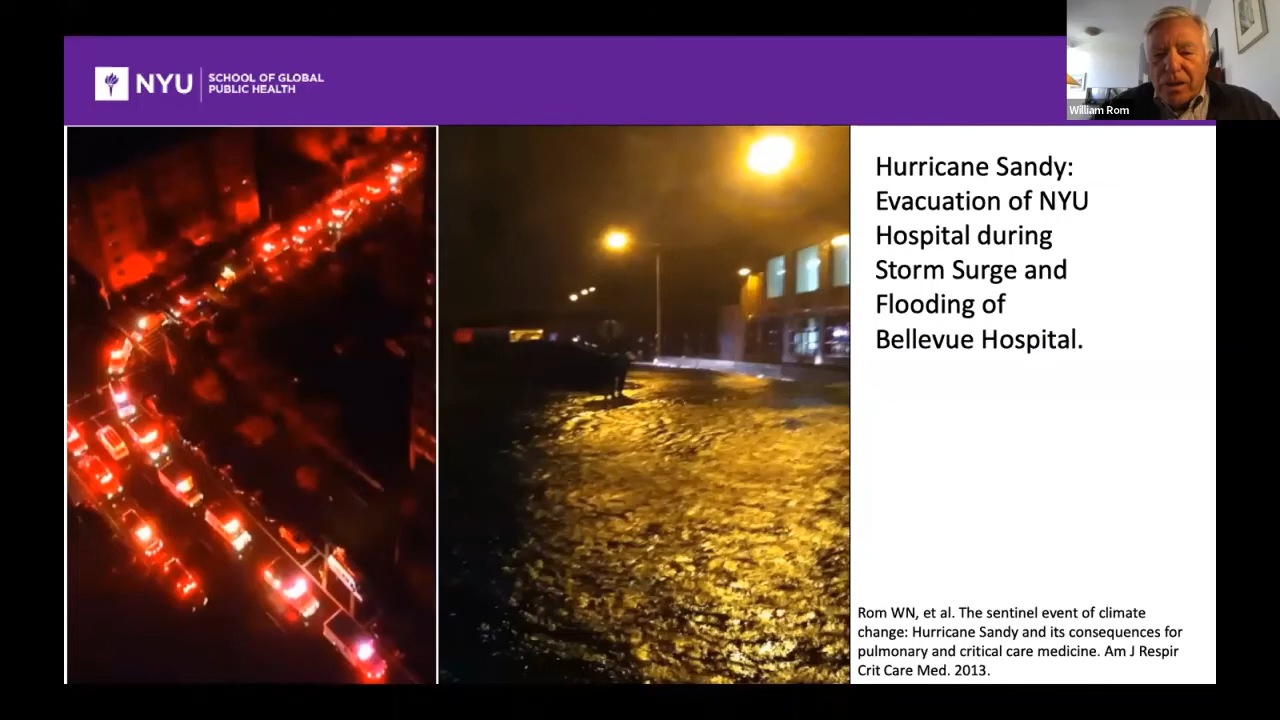 NYU
SCHOOL OF GLOBAL
PUBLIC HEALTH
William Rom
Hurricane Sandy:
Evacuation of NYU
Hospital during
Storm Surge and
Flooding of
Bellevue Hospital.
Rom WN, et al. The sentinel event of climate
change: Hurricane Sandy and its consequences for
pulmonary and critical care medicine. Am J Respir
Crit Care Med. 2013.